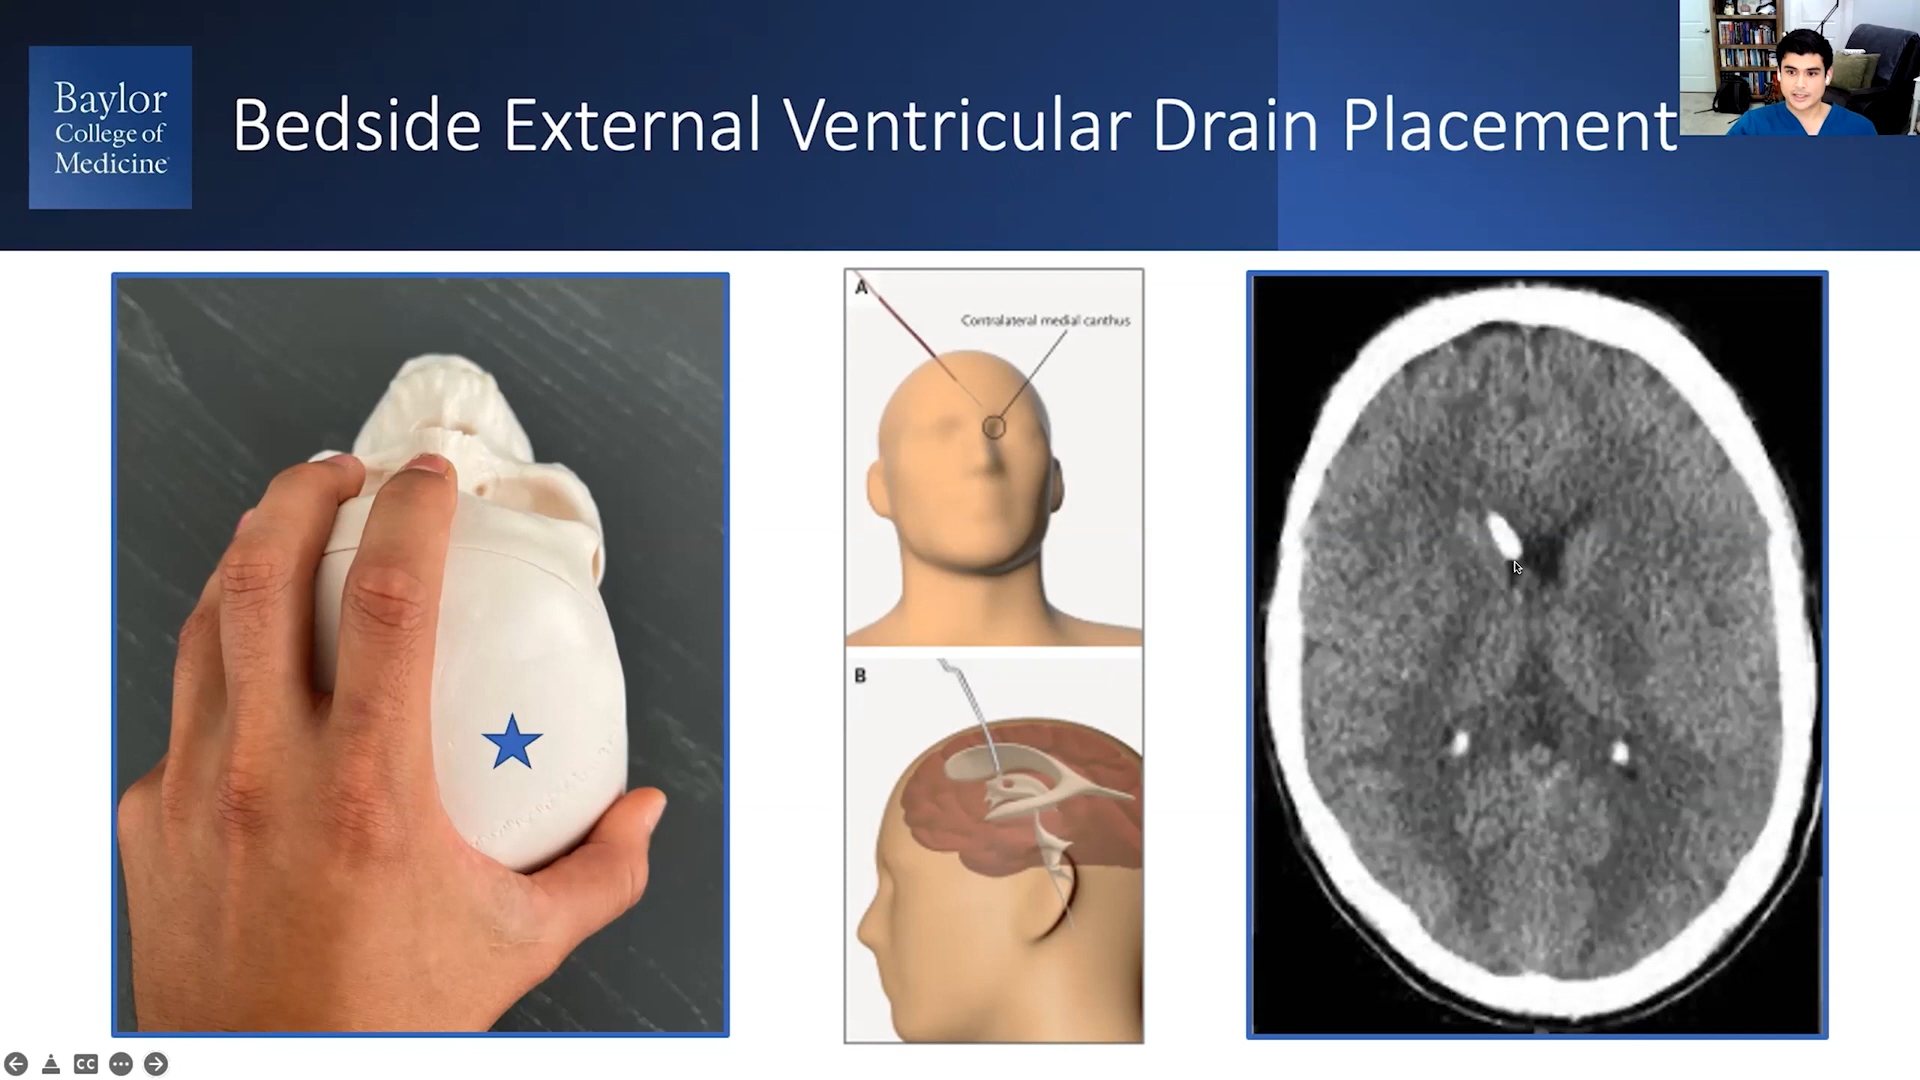 Baylor
College of
Medicine
Bedside External Ventricular Drain Placement
A
Contralateral medial canthus
B
CC